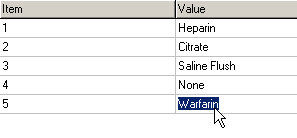 Item Value
1 Heparin
2 Citrate
3 Saline Flush
4 None
5 Warfarin